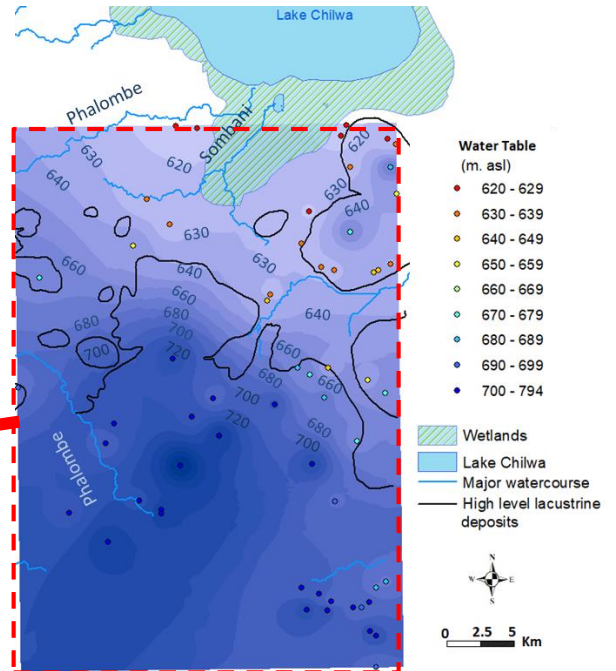 Lake Chilwa
Phalombe
Sombani
620
630
620
630
640
630
640
630
660
640
630
660
680
640
700
680
700
660
720
680
660
700
720
680
700
Phalombe
Water Table
(m. asl)
620 - 629
630 - 639
640 - 649
650 - 659
660 - 669
670 - 679
680 - 689
690 - 699
700 - 794
Wetlands
Lake Chilwa
Major watercourse
High level lacustrine
deposits
N
W E
S
0 2.5 5 Km